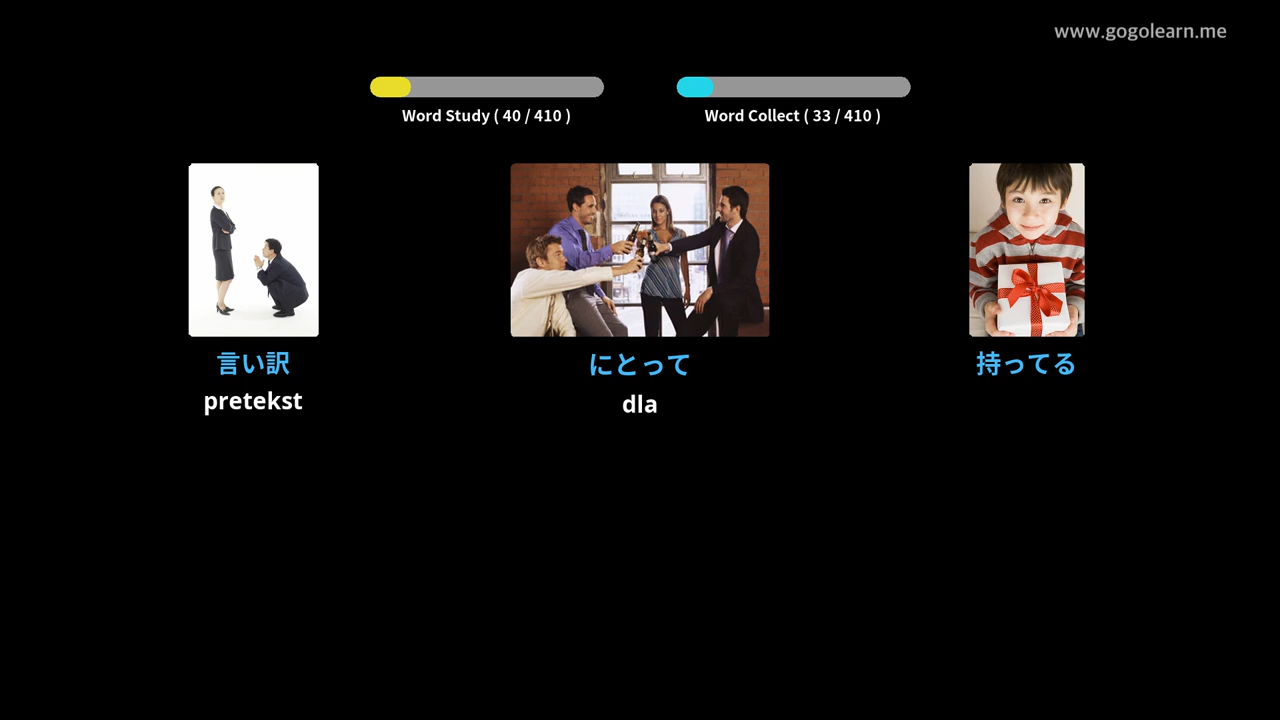 www.gogolearn.me
Word Study ( 40 / 410 )
Word Collect ( 33 / 410 )
言い訳
にとって
持ってる
pretekst
dla